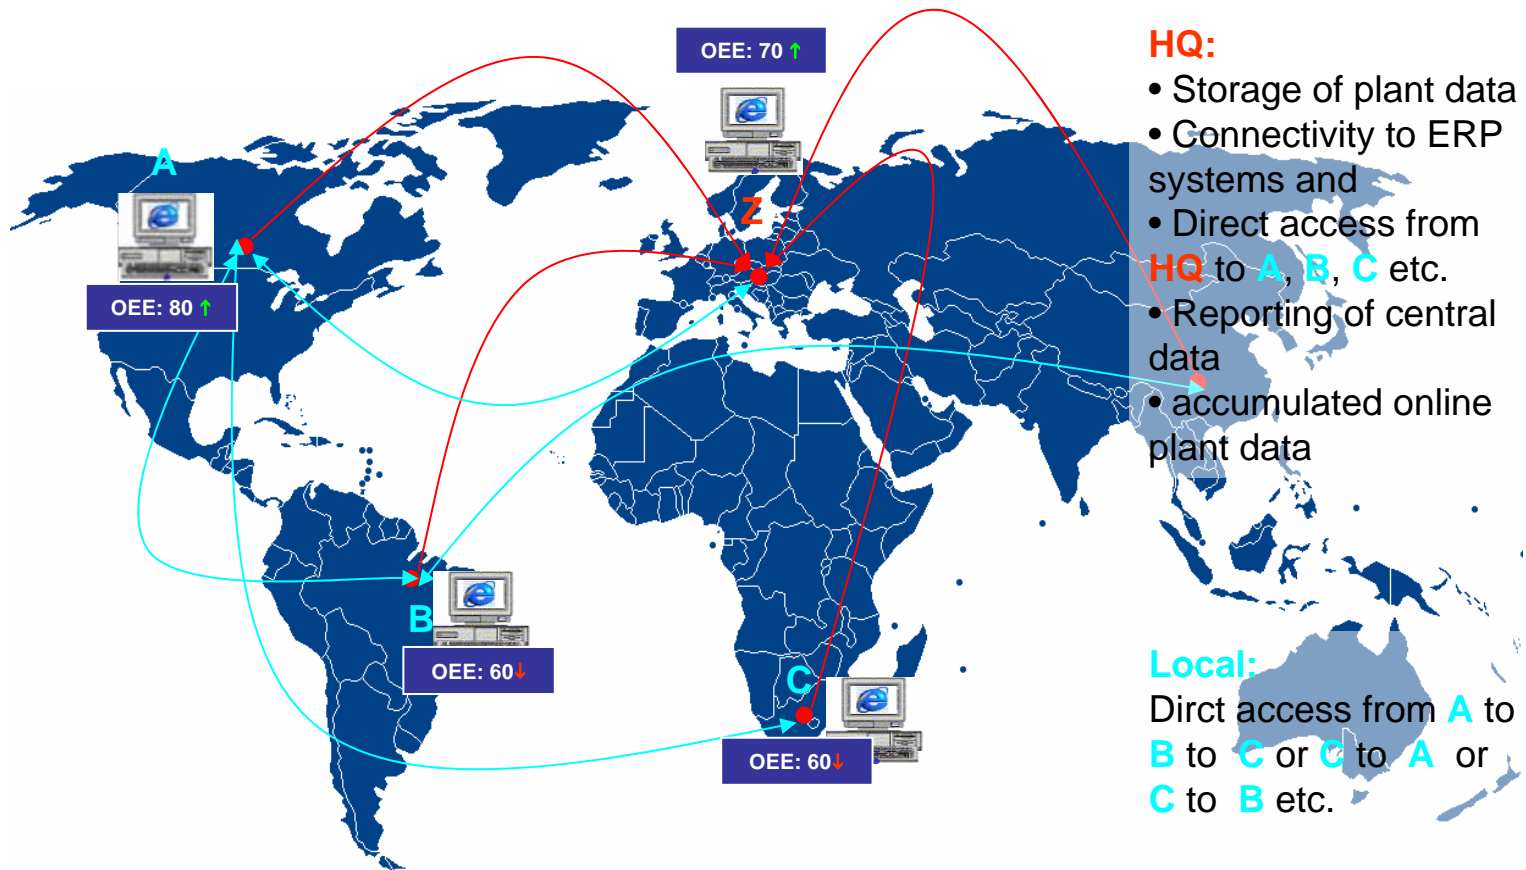 OEE: 70 ↑
A
OEE: 80 ↑
Z
B
OEE: 60↓
C
OEE: 60↓
HQ:
• Storage of plant data
• Connectivity to ERP
systems and
• Direct access from
HQ to A, B, C etc.
• Reporting of central
data
• accumulated online
plant data
Local:
Dirct access from A to
B to C or C to A or
C to B etc.